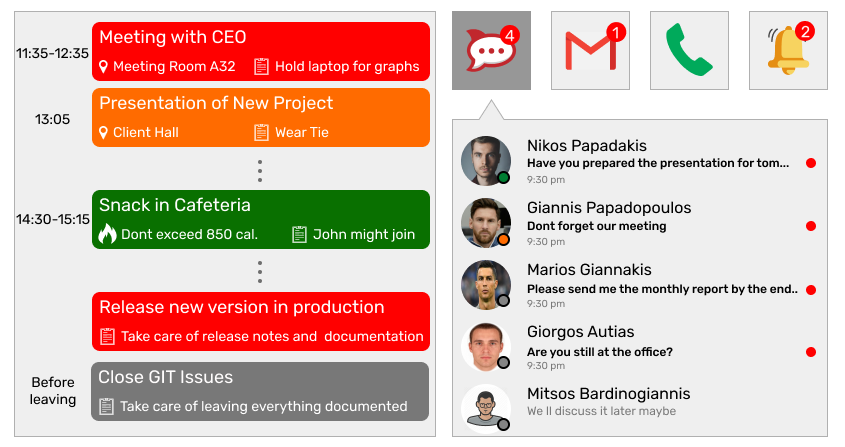 11:35-12:35
Meeting with CEO
Meeting Room A32
Hold laptop for graphs
13:05
Presentation of New Project
Client Hall
Wear Tie
14:30-15:15
Snack in Cafeteria
Dont exceed 850 cal.
John might join
Release new version in production
Take care of release notes and documentation
Before
leaving
Close GIT Issues
Take care of leaving everything documented
4
1
2
Nikos Papadakis
Have you prepared the presentation for tom...
9:30 pm
Giannis Papadopoulos
Dont forget our meeting
9:30 pm
Marios Giannakis
Please send me the monthly report by the end..
9:30 pm
Giorgos Autias
Are you still at the office?
9:30 pm
Mitsos Bardinogiannis
We ll discuss it later maybe